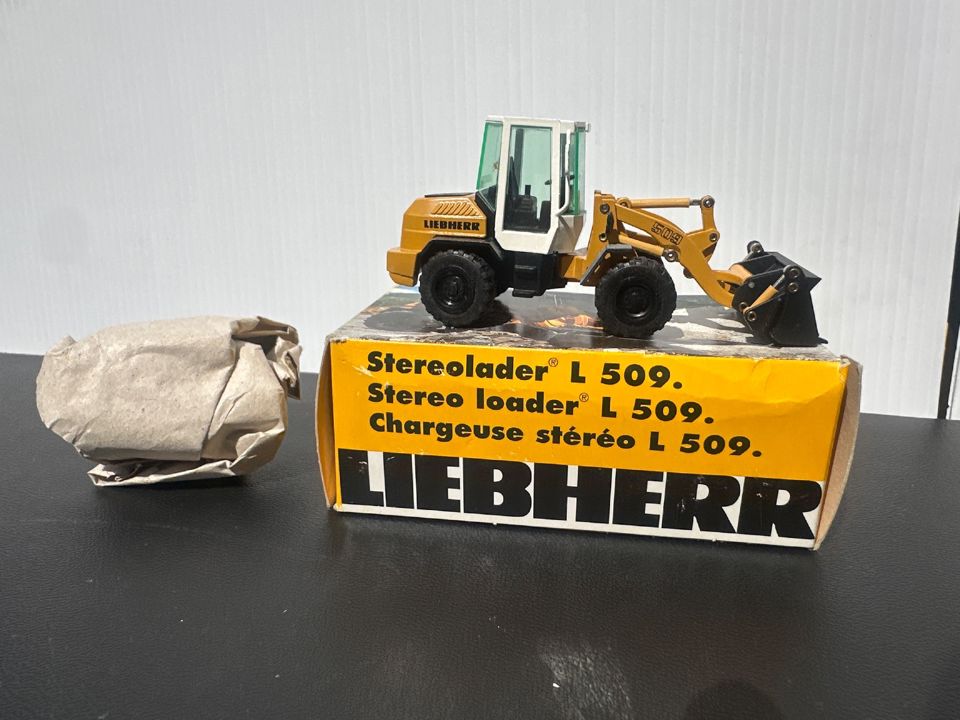 LIEBHERR
509
Stereolader® L 509.
Stereo loader® L 509.
Chargeuse stéréo L 509.
LIEBHERR